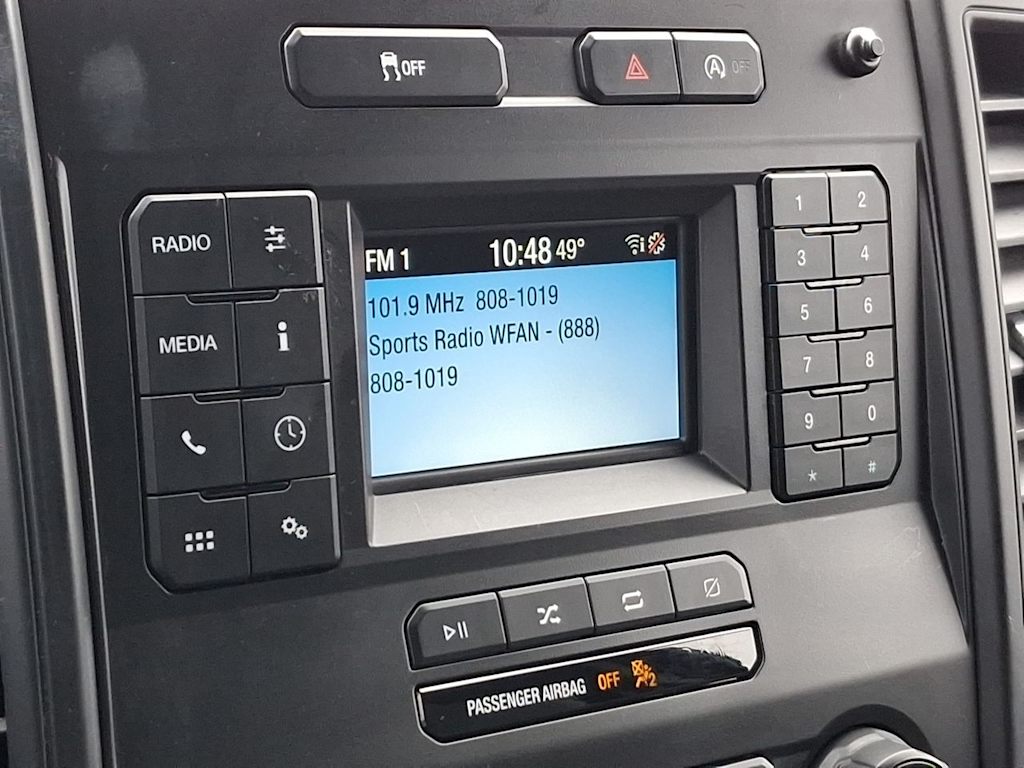 OFF
A OFF
RADIO
MEDIA
i
FM 1 10:48 49°
101.9 MHz 808-1019
Sports Radio WFAN - (888)
808-1019
1 2
3 4
5 6
7 8
9 0
* #
PASSENGER AIRBAG OFF 2